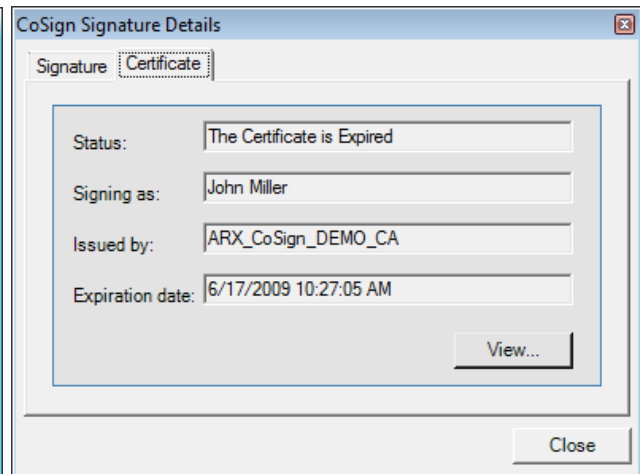 CoSign Signature Details
Signature Certificate
Status: The Certificate is Expired
Signing as: John Miller
Issued by: ARX_CoSign_DEMO_CA
Expiration date: 6/17/2009 10:27:05 AM
View...
Close